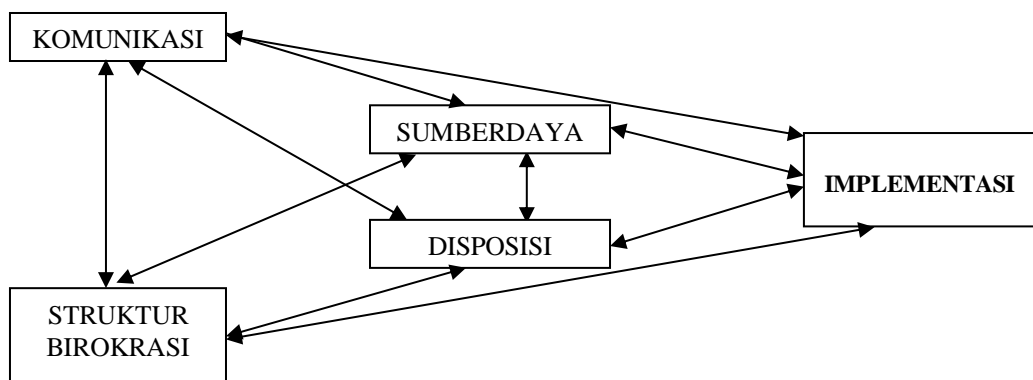 KOMUNIKASI
SUMBERDAYA
IMPLEMENTASI
DISPOSISI
STRUKTUR
BIROKRASI